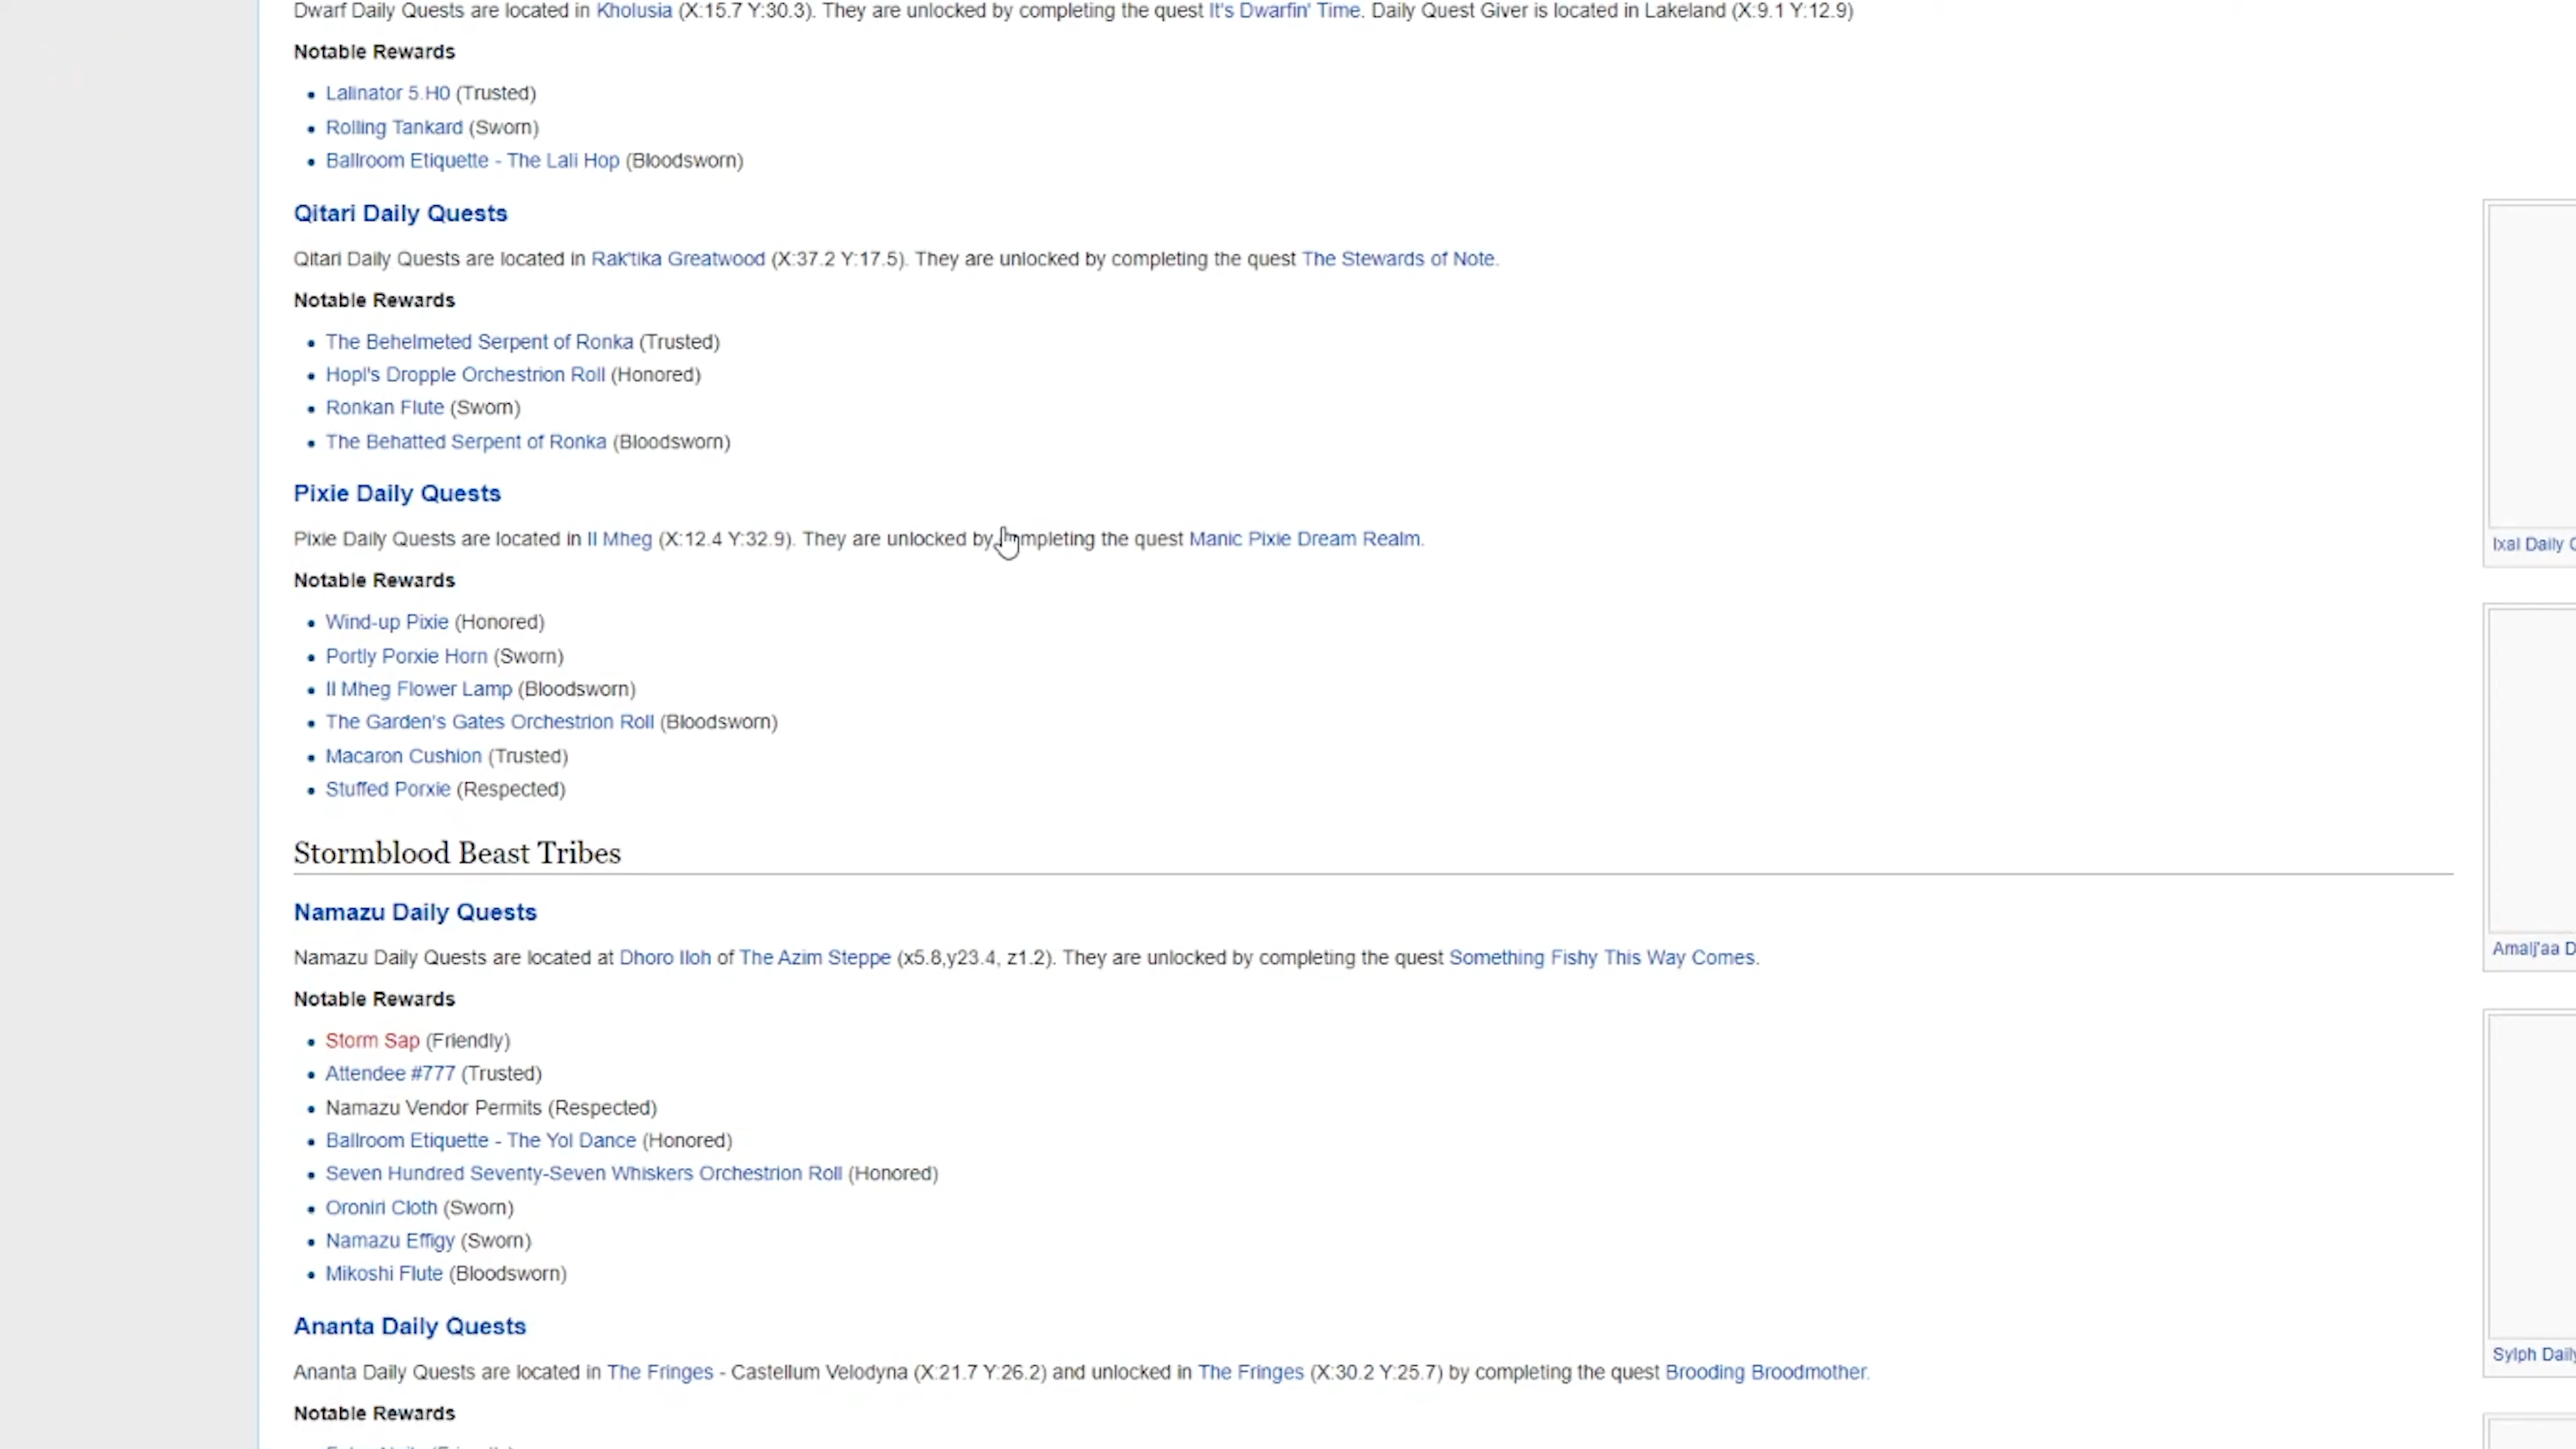 Dwarf Daily Quests are located in Kholusia (X:15.7 Y:30.3). They are unlocked by completing the quest It's Dwarfin' Time. Daily Quest Giver is located in Lakeland (X:9.1 Y:12.9)
Notable Rewards
Lalinator 5.H0 (Trusted)
Rolling Tankard (Sworn)
Ballroom Etiquette - The Lali Hop (Bloodsworn)
Qitari Daily Quests
Qitari Daily Quests are located in Rak'tika Greatwood (X:37.2 Y:17.5). They are unlocked by completing the quest The Stewards of Note.
Notable Rewards
The Behelmeted Serpent of Ronka (Trusted)
Hopl's Dropple Orchestrion Roll (Honored)
Ronkan Flute (Sworn)
The Behatted Serpent of Ronka (Bloodsworn)
Pixie Daily Quests
Pixie Daily Quests are located in Il Mheg (X:12.4 Y:32.9). They are unlocked by mpleting the quest Manic Pixie Dream Realm.
Notable Rewards
Wind-up Pixie (Honored)
Portly Porxie Horn (Sworn)
Il Mheg Flower Lamp (Bloodsworn)
The Garden's Gates Orchestrion Roll (Bloodsworn)
Macaron Cushion (Trusted)
Stuffed Porxie (Respected)
Stormblood Beast Tribes
Namazu Daily Quests
Namazu Daily Quests are located at Dhoro Iloh of The Azim Steppe (x5.8,y23.4, z1.2). They are unlocked by completing the quest Something Fishy This Way Comes.
Notable Rewards
Storm Sap (Friendly)
Attendee #777 (Trusted)
Namazu Vendor Permits (Respected)
Ballroom Etiquette - The Yol Dance (Honored)
Seven Hundred Seventy-Seven Whiskers Orchestrion Roll (Honored)
Oroniri Cloth (Sworn)
Namazu Effigy (Sworn)
Mikoshi Flute (Bloodsworn)
Ananta Daily Quests
Ananta Daily Quests are located in The Fringes - Castellum Velodyna (X:21.7 Y:26.2) and unlocked in The Fringes (X:30.2 Y:25.7) by completing the quest Brooding Broodmother.
Notable Rewards
Ixal Daily
Amalj'aa D
Sylph Daily